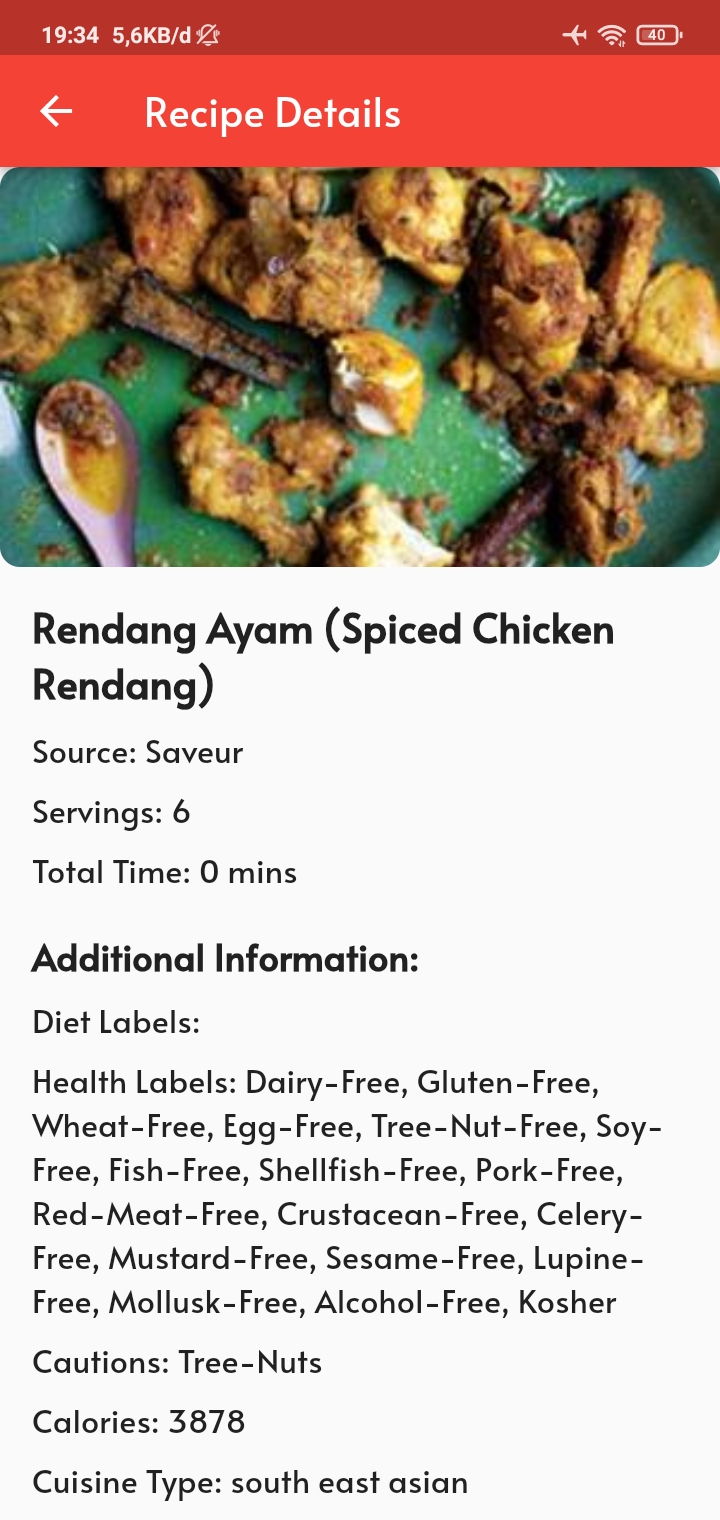 19:34 5,6KB/d 40
Recipe Details
Rendang Ayam (Spiced Chicken
Rendang)
Source: Saveur
Servings: 6
Total Time: 0 mins
Additional Information:
Diet Labels:
Health Labels: Dairy-Free, Gluten-Free,
Wheat-Free, Egg-Free, Tree-Nut-Free, Soy-
Free, Fish-Free, Shellfish-Free, Pork-Free,
Red-Meat-Free, Crustacean-Free, Celery-
Free, Mustard-Free, Sesame-Free, Lupine-
Free, Mollusk-Free, Alcohol-Free, Kosher
Cautions: Tree-Nuts
Calories: 3878
Cuisine Type: south east asian